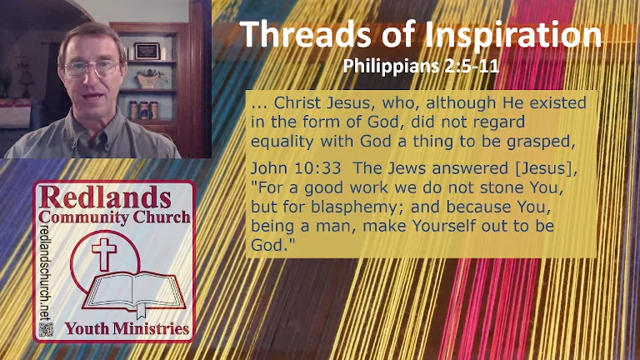 Threads of Inspiration
Philippians 2:5-11
... Christ Jesus, who, although He existed
in the form of God, did not regard
equality with God a thing to be grasped,
John 10:33  The Jews answered [Jesus],
"For a good work we do not stone You,
but for blasphemy; and because You,
being a man, make Yourself out to be
God."
Redlands
Community Church
redlandschurch.net
Youth Ministries